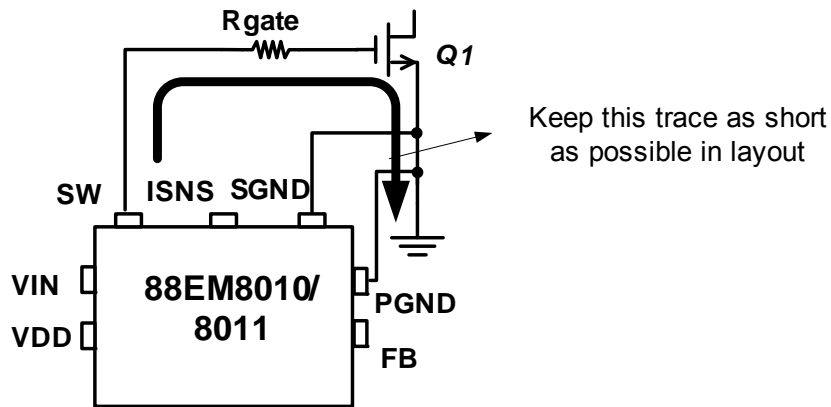 Rgate
Q1
Keep this trace as short
as possible in layout
SW
ISNS
SGND
VIN
88EM8010/
8011
PGND
VDD
FB